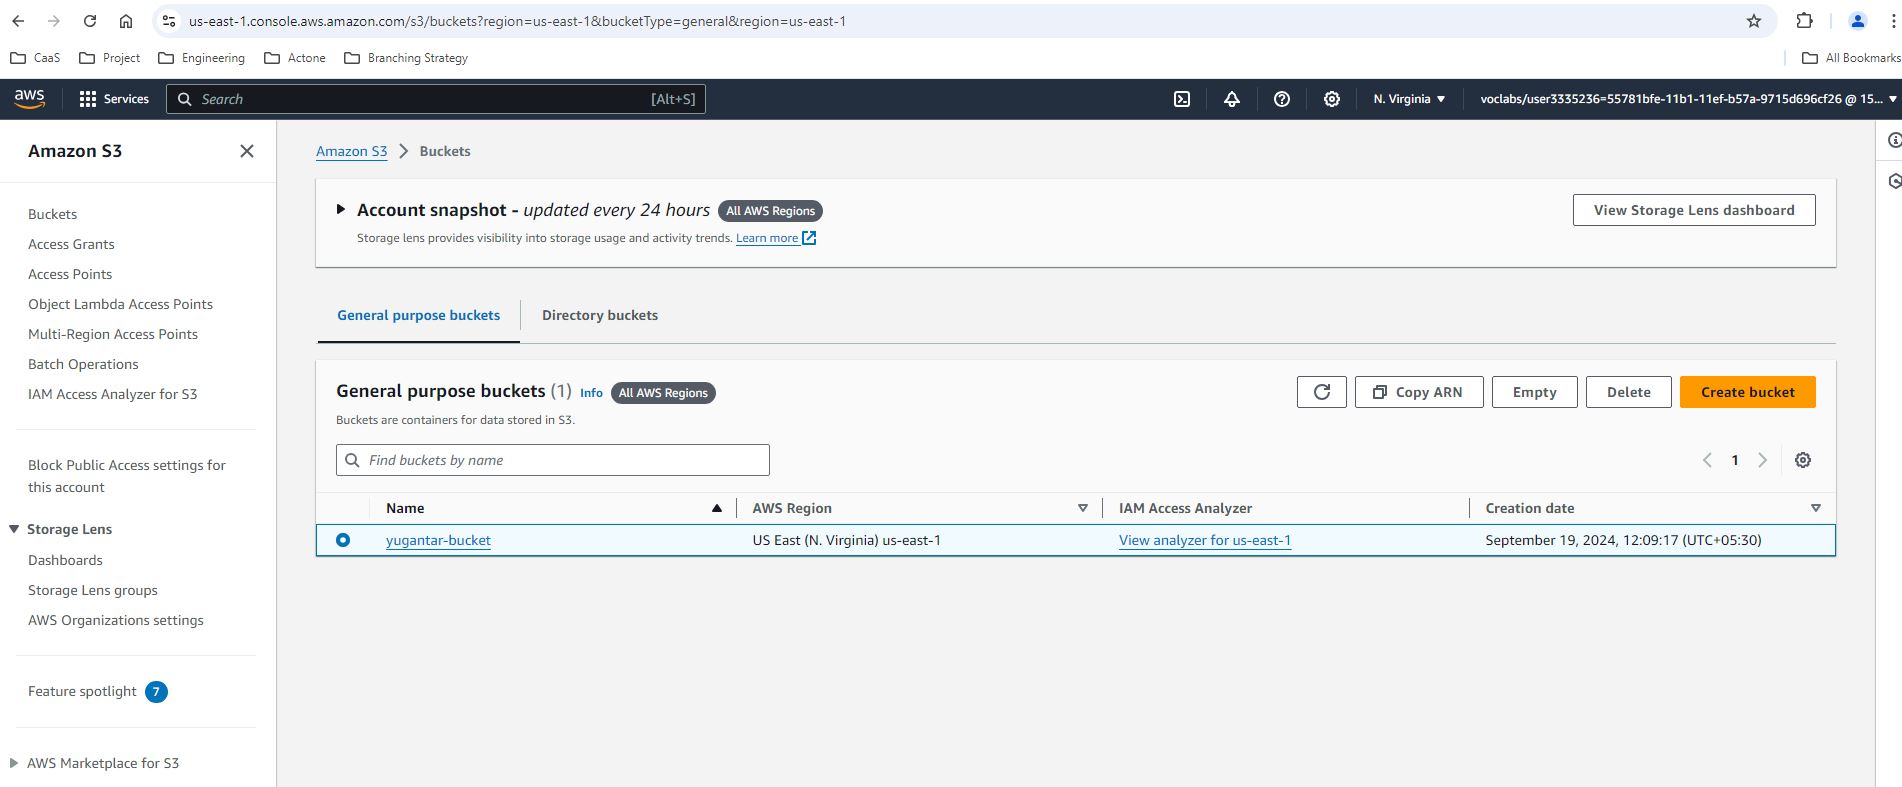 us-east-1.console.aws.amazon.com/s3/buckets?region=us-east-1&bucketType=general&region=us-east-1
CaaS Project Engineering Actone Branching Strategy All Bookmarks
aws Services Search [Alt+S] N. Virginia voclabs/user3335236=55781bfe-11b1-11ef-b57a-9715d696cf26 @ 15...
Amazon S3
Buckets
Access Grants
Access Points
Object Lambda Access Points
Multi-Region Access Points
Batch Operations
IAM Access Analyzer for S3
Block Public Access settings for
this account
Storage Lens
Dashboards
Storage Lens groups
AWS Organizations settings
Feature spotlight 7
AWS Marketplace for S3
Amazon S3 Buckets
Account snapshot - updated every 24 hours All AWS Regions View Storage Lens dashboard
Storage lens provides visibility into storage usage and activity trends. Learn more
General purpose buckets Directory buckets
General purpose buckets (1) Info All AWS Regions Copy ARN Empty Delete Create bucket
Buckets are containers for data stored in S3.
Find buckets by name 1
Name AWS Region IAM Access Analyzer Creation date
yugantar-bucket US East (N. Virginia) us-east-1 View analyzer for us-east-1 September 19, 2024, 12:09:17 (UTC+05:30)